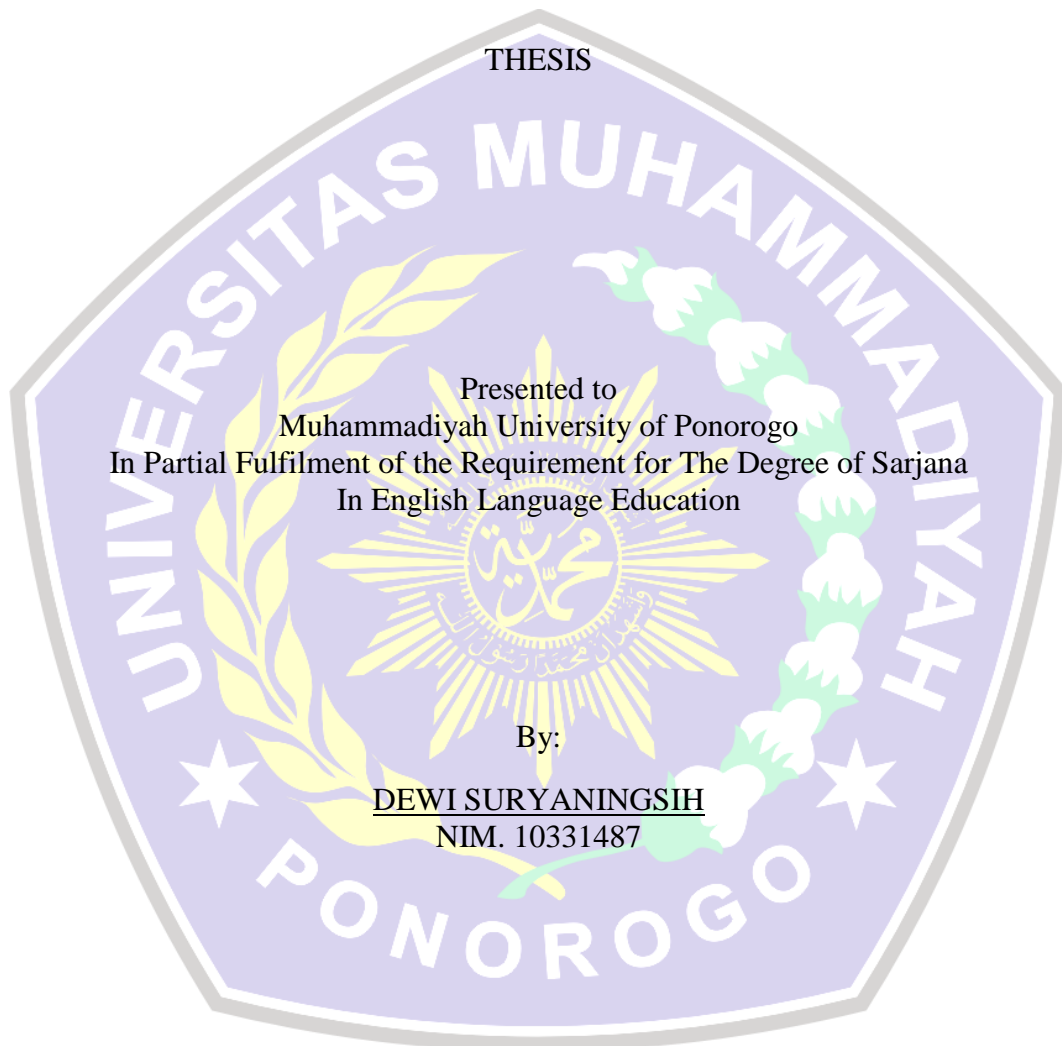 THESIS
UNIVERSITAS MUHAMMADIYAH
Presented to
Muhammadiyah University of Ponorogo
In Partial Fulfilment of the Requirement for The Degree of Sarjana
In English Language Education
محمدية
By:
DEWI SURYANINGSIH
NIM. 10331487
PONOROGO